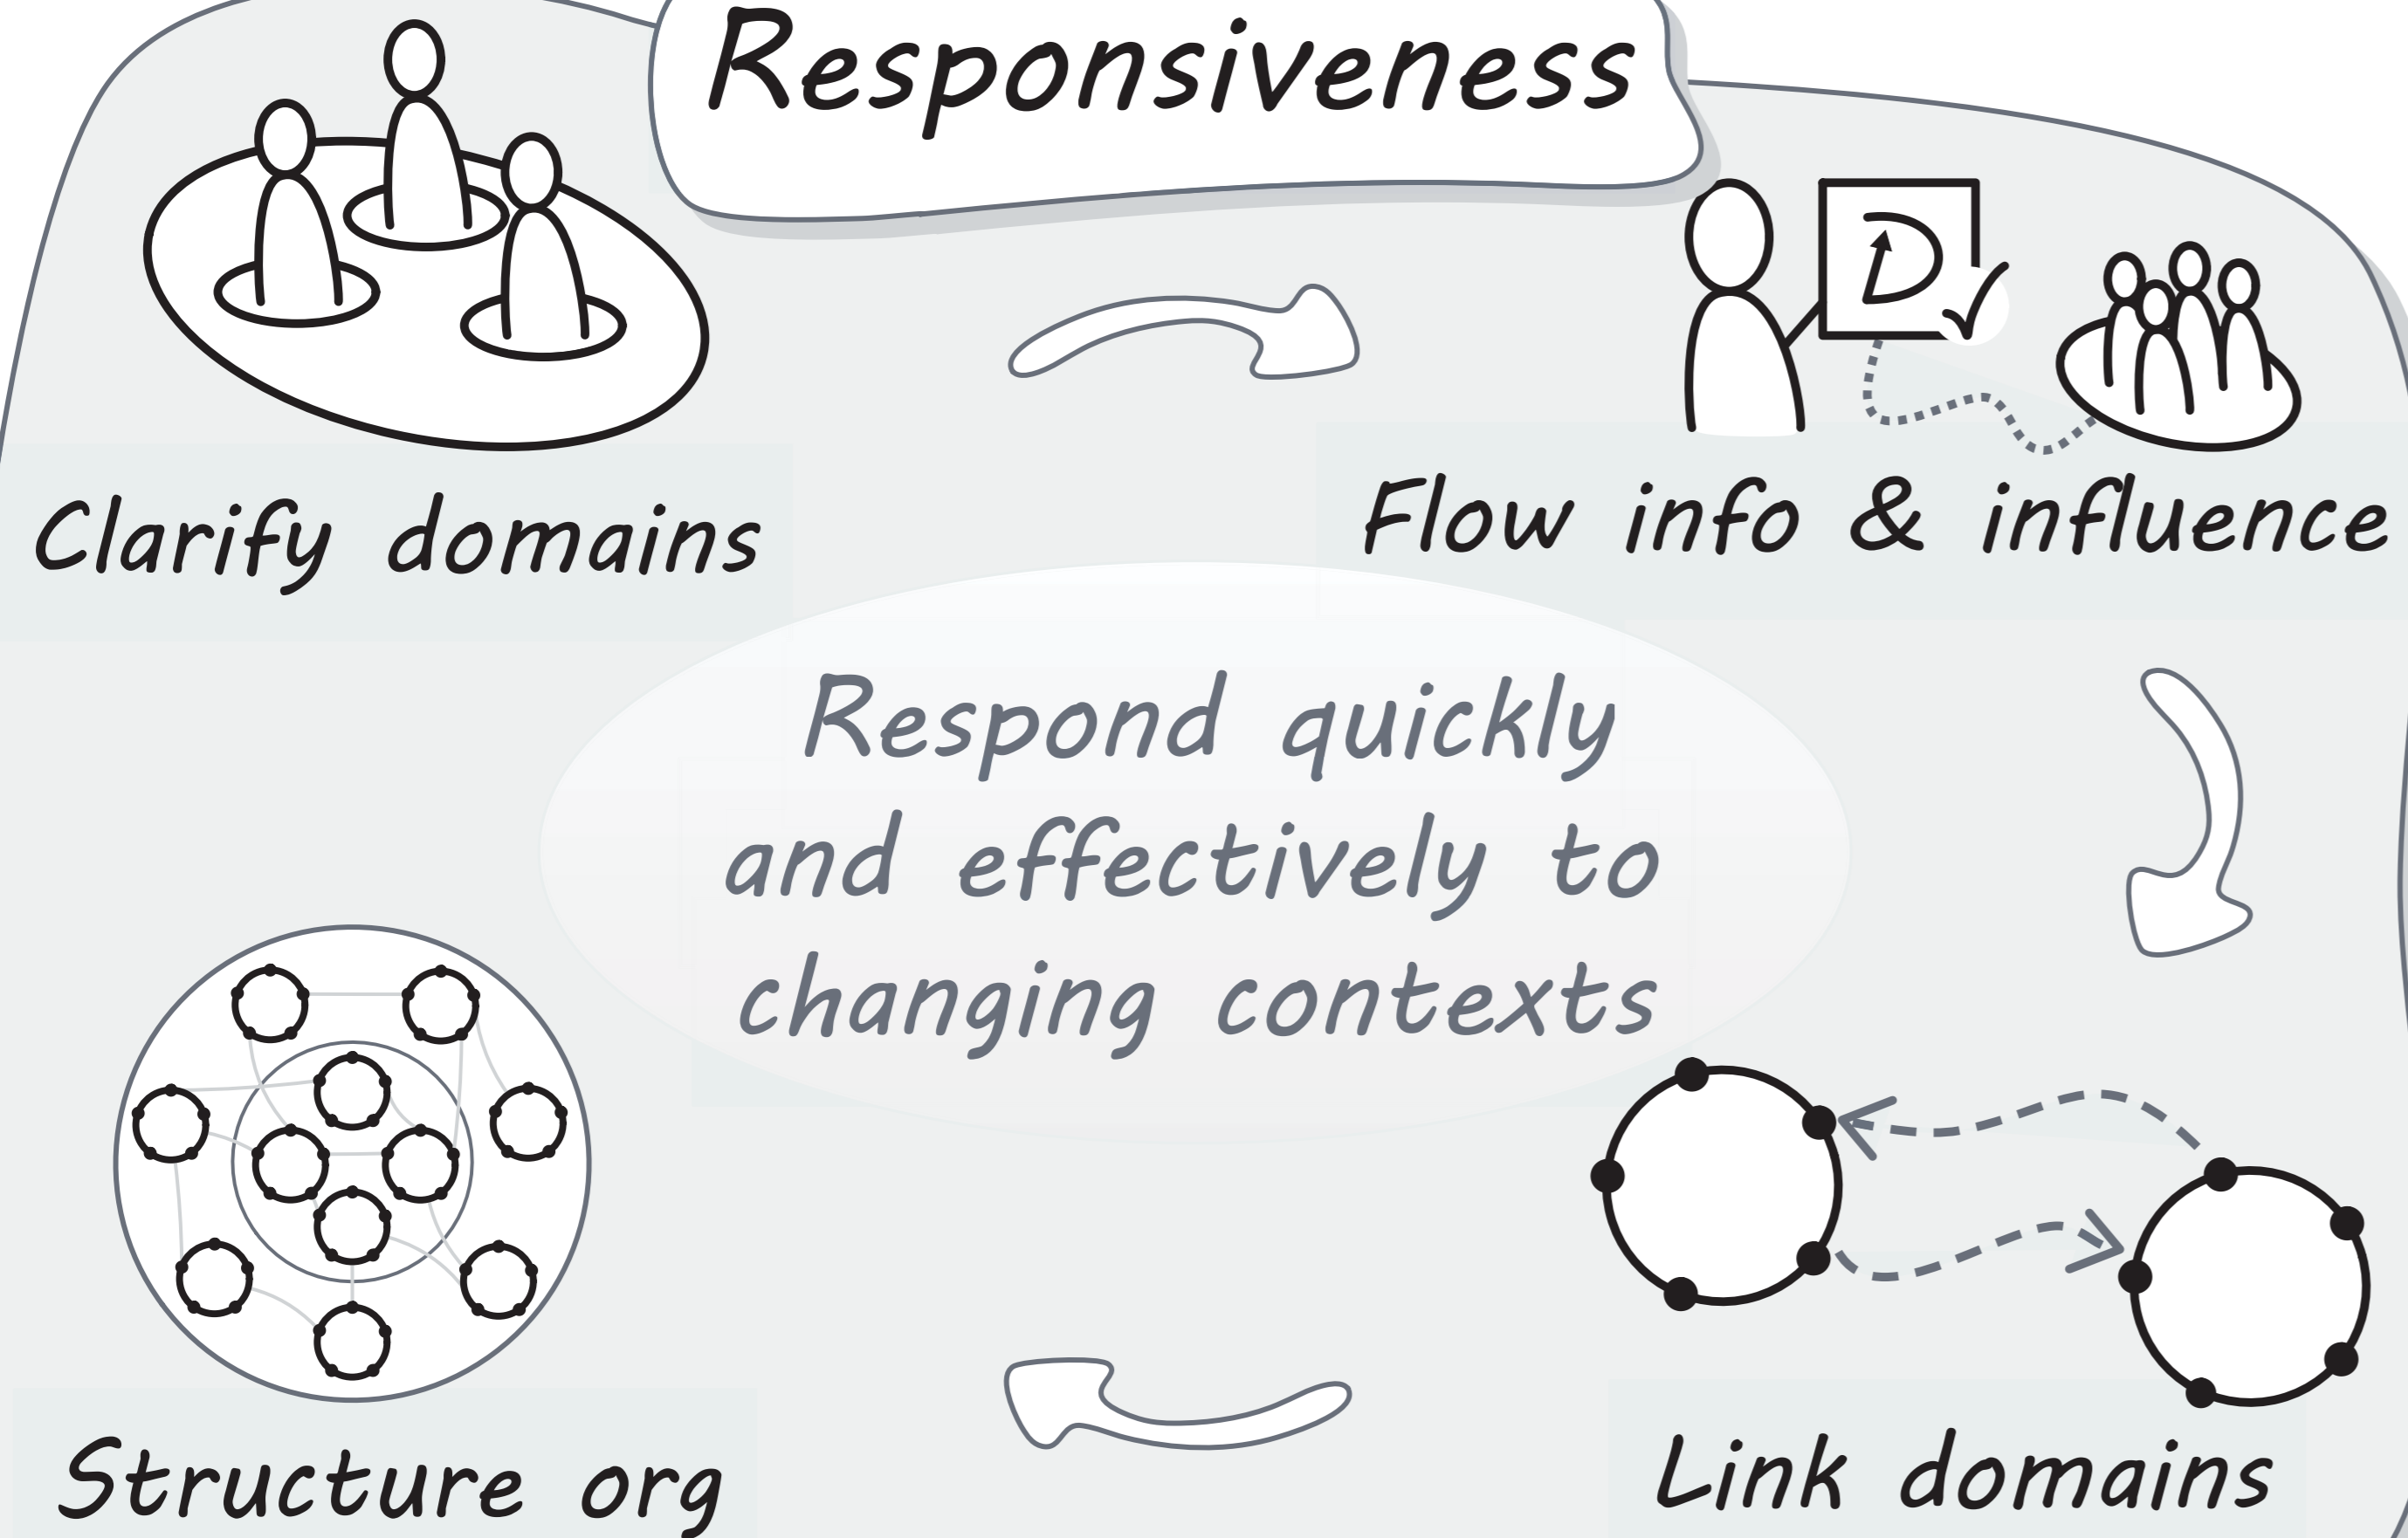 Responsiveness
Clarify domains
Flow info & influence
Respond quickly
and effectively to
changing contexts
Structure org
Link domains